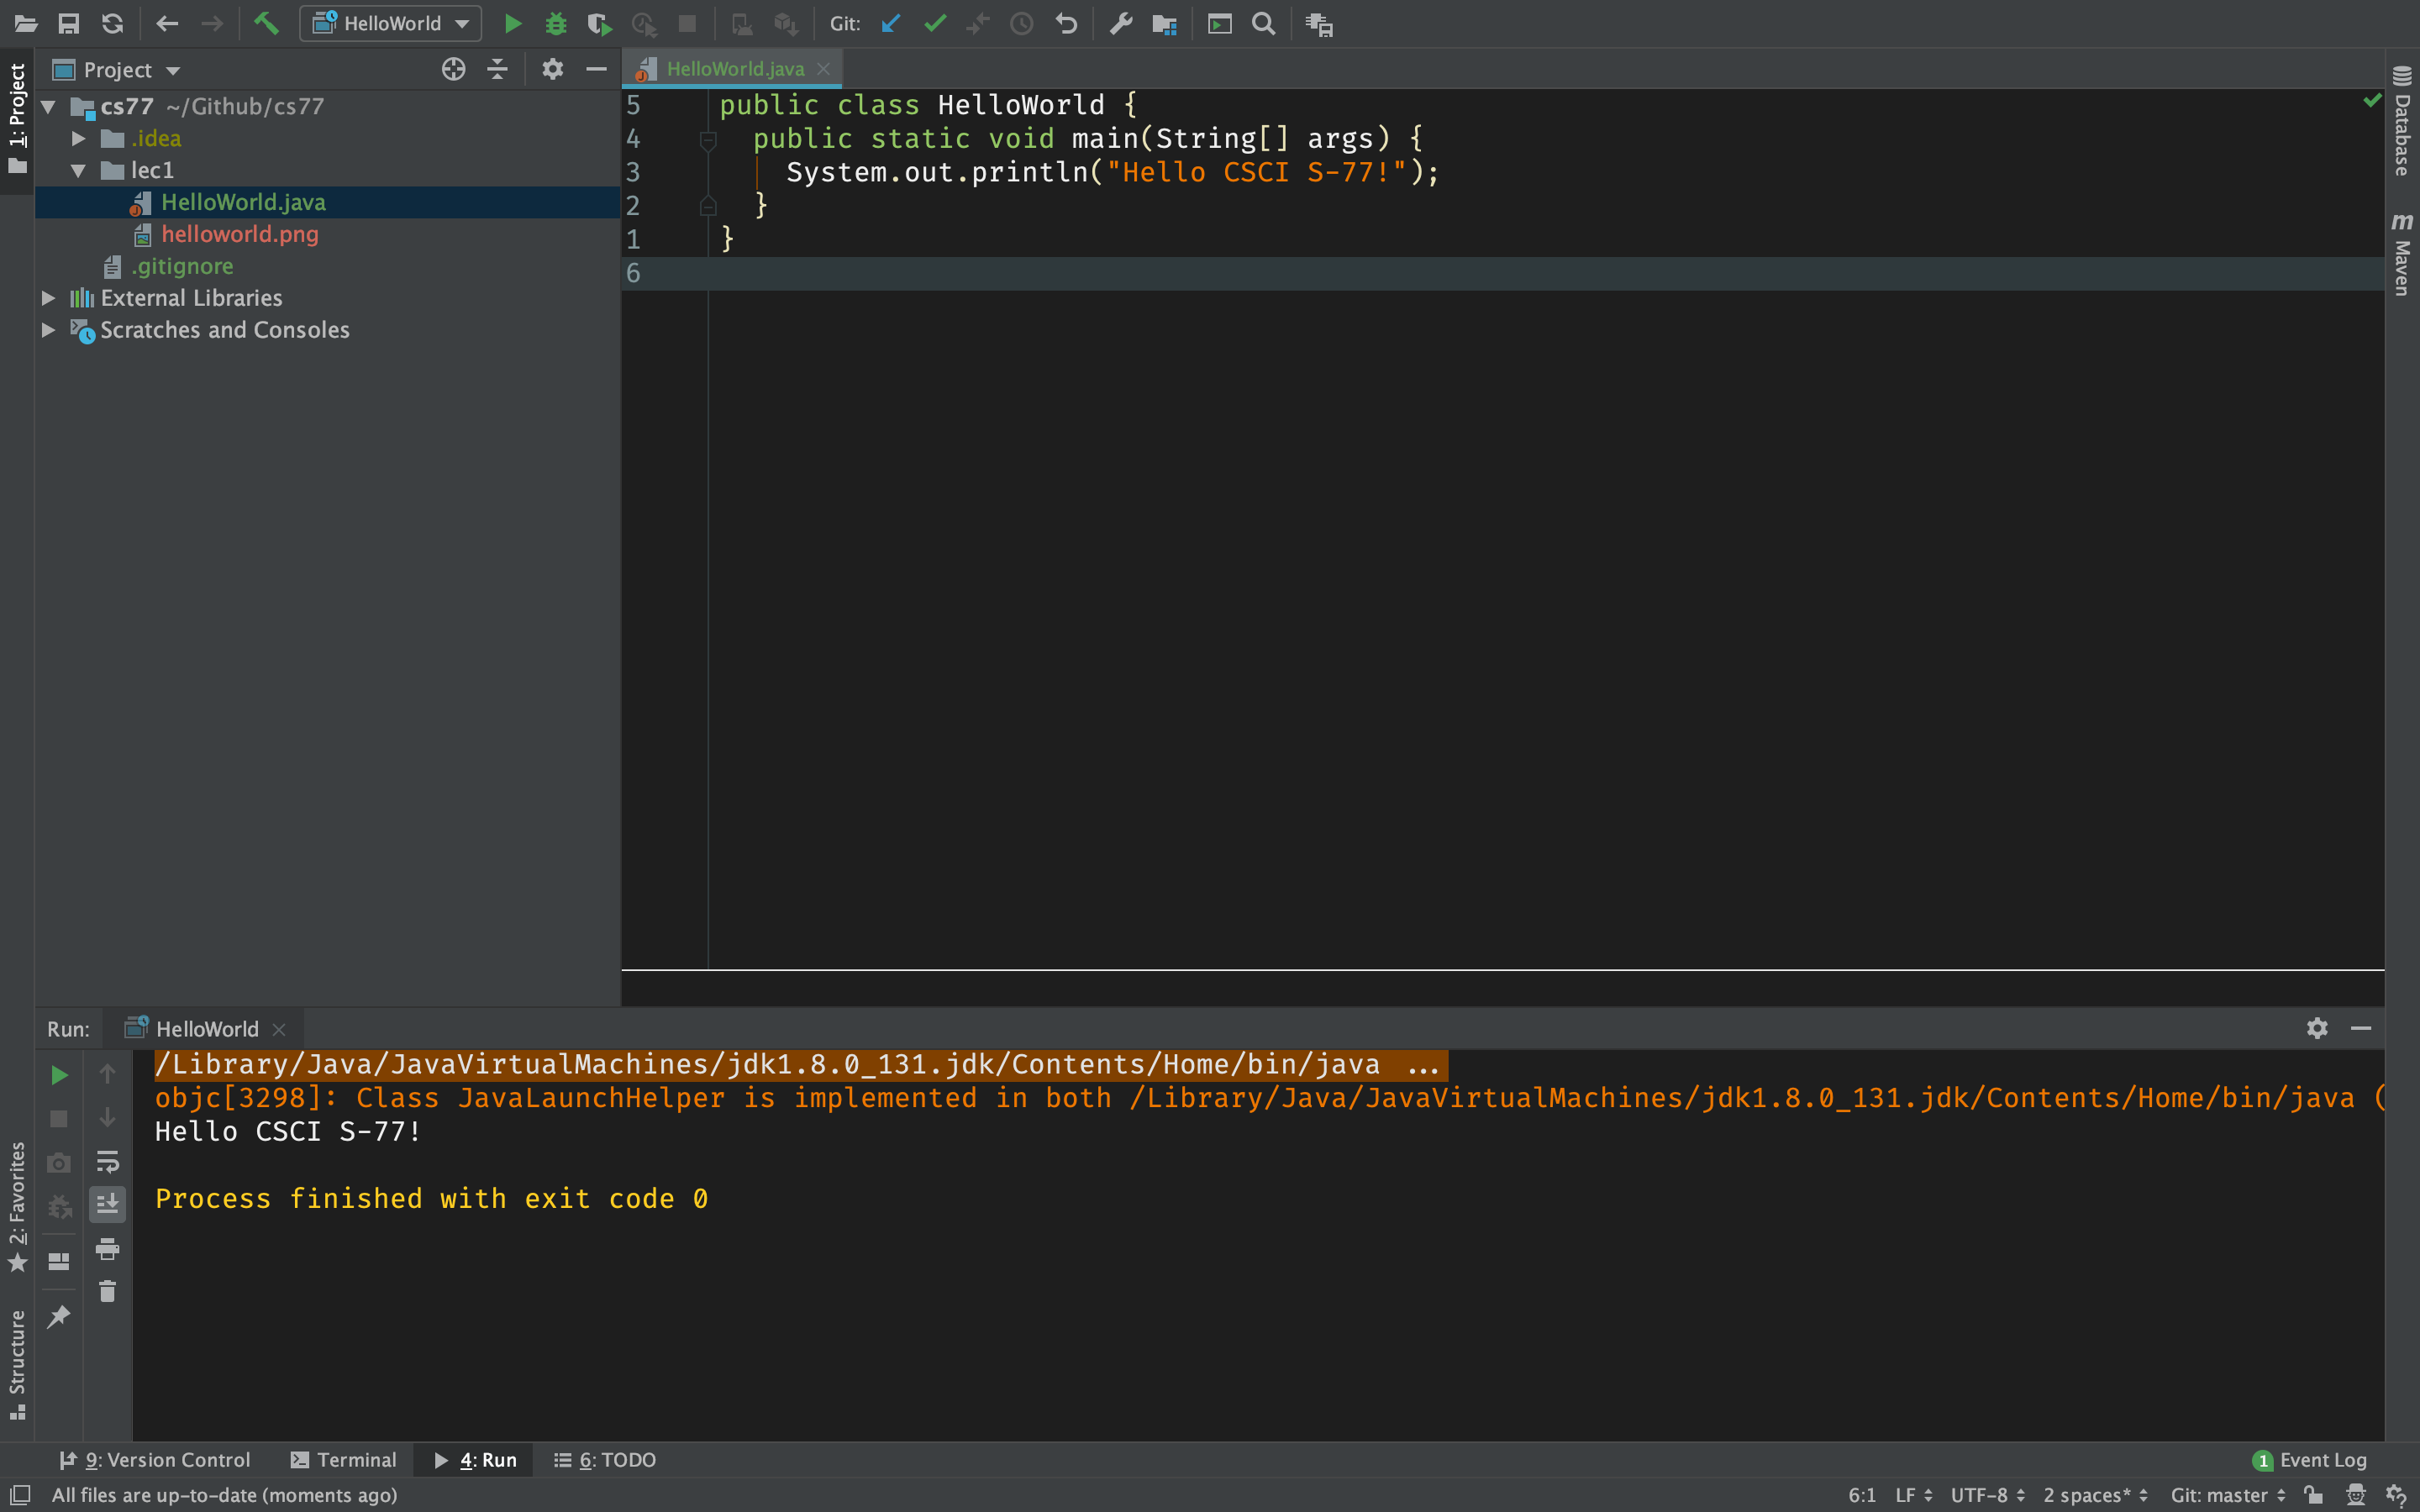 HelloWorld
Git:
1: Project
Project
cs77 ~/Github/cs77
.idea
lec1
HelloWorld.java
helloworld.png
.gitignore
External Libraries
Scratches and Consoles
HelloWorld.java
5 public class HelloWorld {
4 public static void main(String[] args) {
3 System.out.println("Hello CSCI S-77!");
2 }
1 }
6
Database
m Maven
Run: HelloWorld
/Library/Java/JavaVirtualMachines/jdk1.8.0_131.jdk/Contents/Home/bin/java ...
objc[3298]: Class JavaLaunchHelper is implemented in both /Library/Java/JavaVirtualMachines/jdk1.8.0_131.jdk/Contents/Home/bin/java (
Hello CSCI S-77!
Process finished with exit code 0
2: Favorites
Structure
9: Version Control Terminal 4: Run 6: TODO 1 Event Log
All files are up-to-date (moments ago) 6:1 LF UTF-8 2 spaces* Git: master